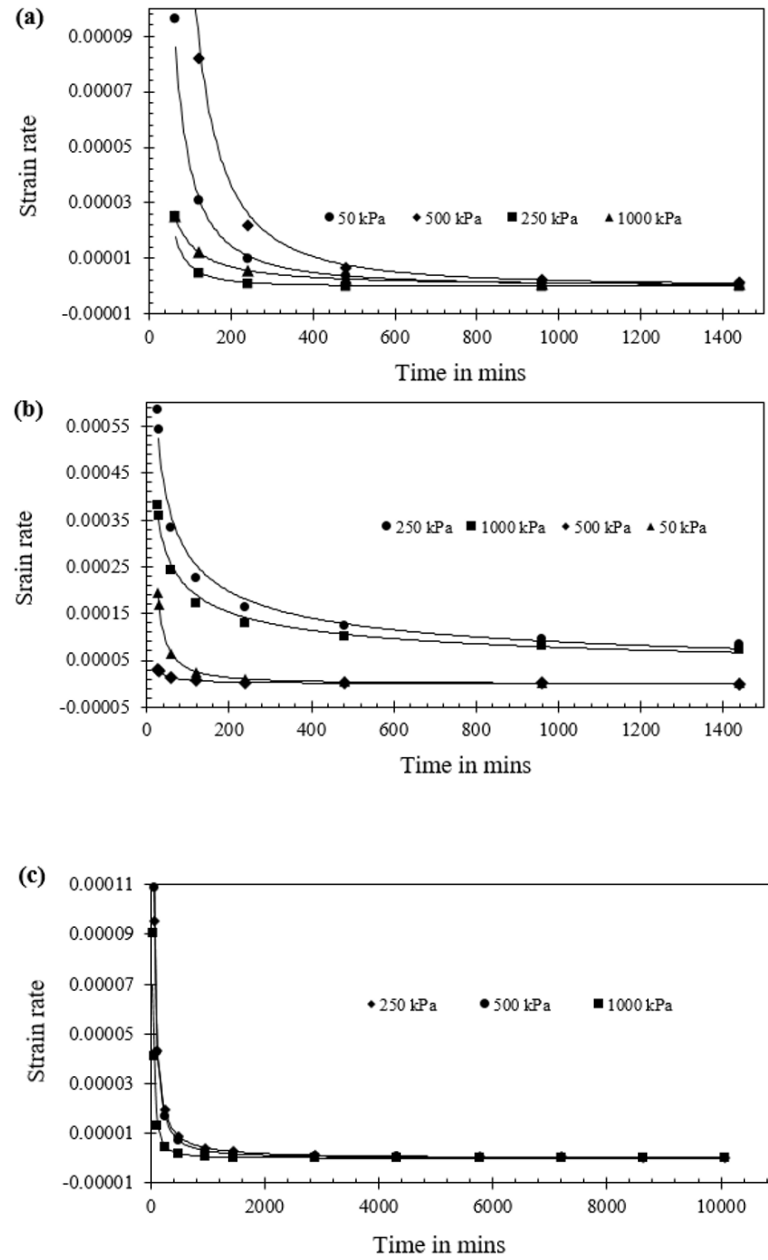 (a)
0.00009
0.00007
0.00005
0.00003
0.00001
-0.00001
Strain rate
50 kPa 500 kPa 250 kPa 1000 kPa
0 200 400 600 800 1000 1200 1400
Time in mins
(b)
0.00055
0.00045
0.00035
0.00025
0.00015
0.00005
-0.00005
Srain rate
250 kPa 1000 kPa 500 kPa 50 kPa
0 200 400 600 800 1000 1200 1400
Time in mins
(c)
0.00011
0.00009
0.00007
0.00005
0.00003
0.00001
-0.00001
Strain rate
250 kPa 500 kPa 1000 kPa
0 2000 4000 6000 8000 10000
Time in mins